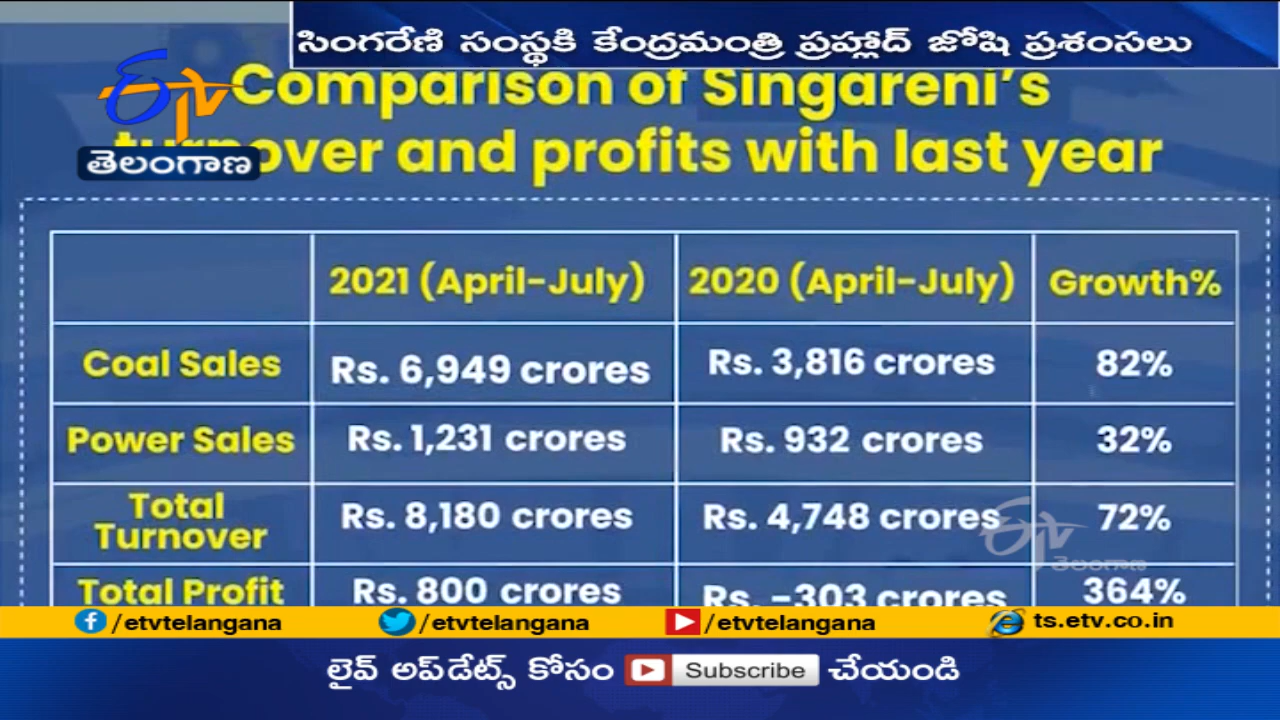 సింగరేణి సంస్థకి కేంద్రమంత్రి ప్రహ్లాద్ జోషి ప్రశంసలు
ETV
తెలంగాణ
Comparison of Singareni's
turnover and profits with last year
2021 (April-July) 2020 (April-July) Growth%
Coal Sales Rs. 6,949 crores Rs. 3,816 crores 82%
Power Sales Rs. 1,231 crores Rs. 932 crores 32%
Total Turnover Rs. 8,180 crores Rs. 4,748 crores 72%
ETV
తెలంగాణ
Total Profit Rs. 800 crores Rs. -303 crores 364%
/etvtelangana /etvtelangana /etvtelangana ts.etv.co.in
లైవ్ అప్‌డేట్స్ కోసం Subscribe చేయండి